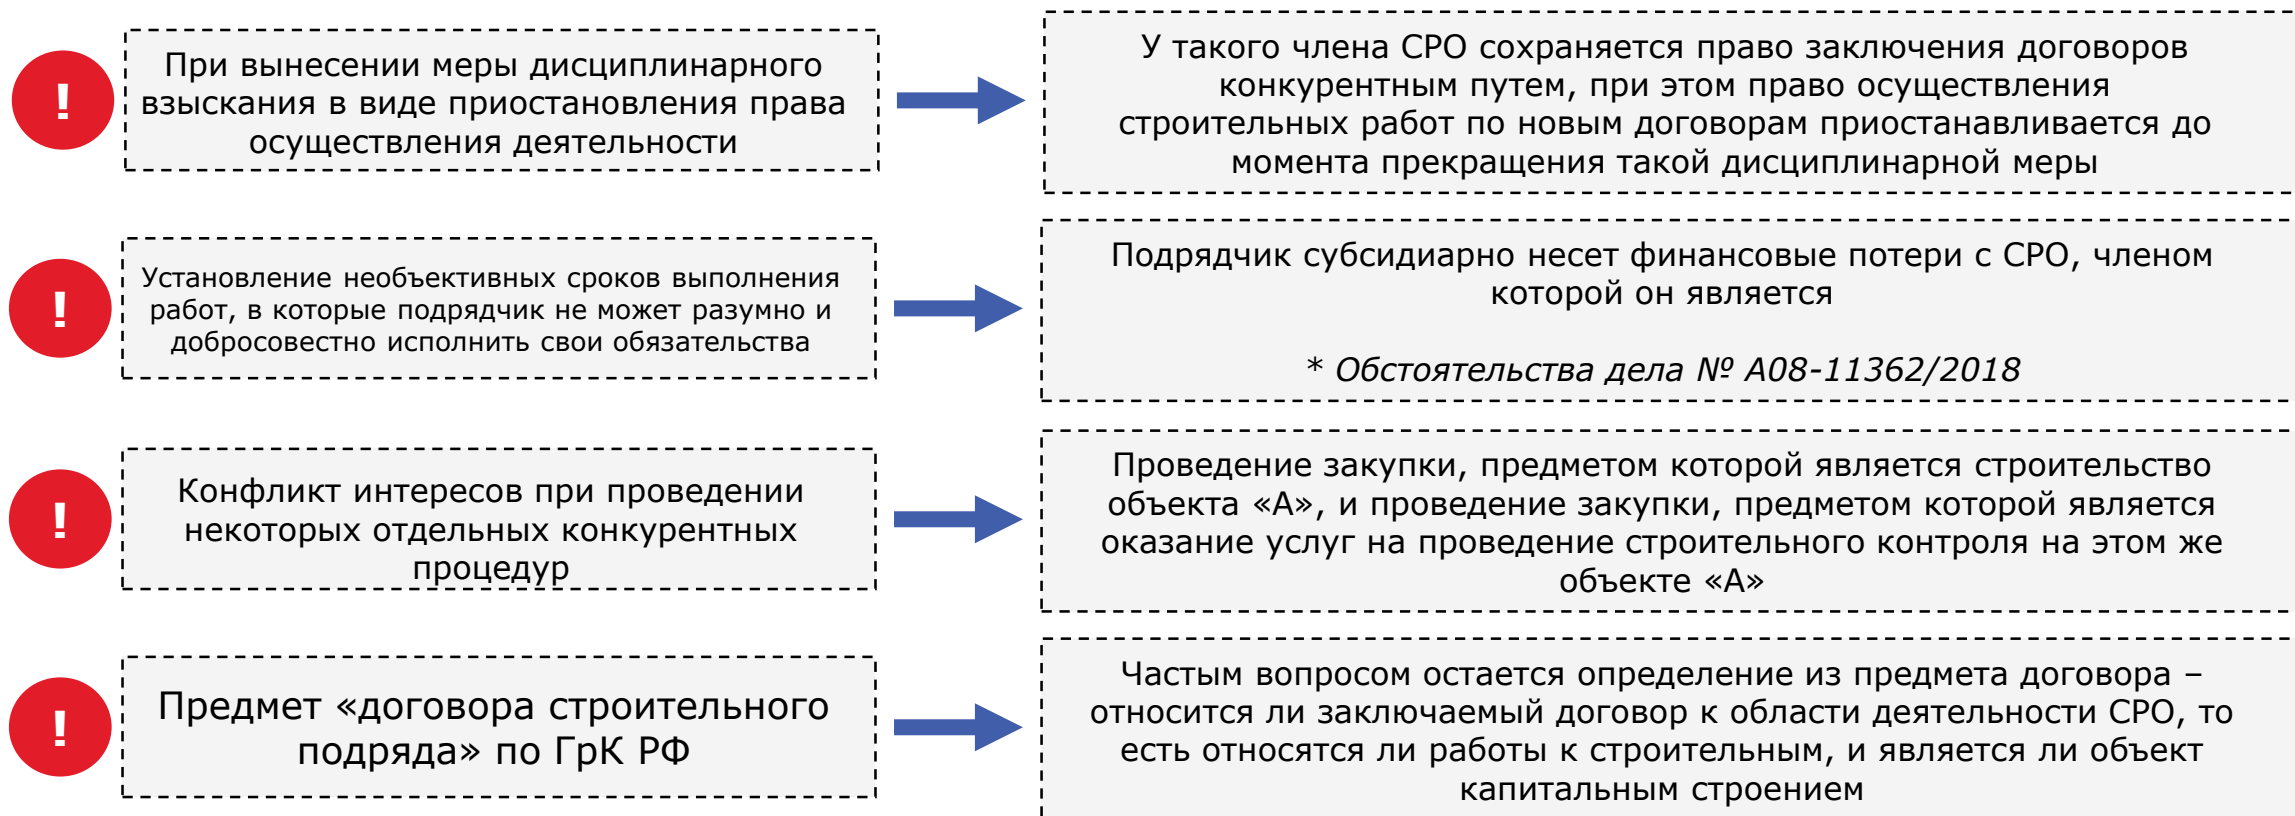 !
При вынесении меры дисциплинарного
взыскания в виде приостановления права
осуществления деятельности
У такого члена СРО сохраняется право заключения договоров
конкурентным путем, при этом право осуществления
строительных работ по новым договорам приостанавливается до
момента прекращения такой дисциплинарной меры
!
Установление необъективных сроков выполнения
работ, в которые подрядчик не может разумно и
добросовестно исполнить свои обязательства
Подрядчик субсидиарно несет финансовые потери с СРО, членом
которой он является
* Обстоятельства дела № А08-11362/2018
!
Конфликт интересов при проведении
некоторых отдельных конкурентных
процедур
Проведение закупки, предметом которой является строительство
объекта «А», и проведение закупки, предметом которой является
оказание услуг на проведение строительного контроля на этом же
объекте «А»
!
Предмет «договора строительного
подряда» по ГрК РФ
Частым вопросом остается определение из предмета договора –
относится ли заключаемый договор к области деятельности СРО, то
есть относятся ли работы к строительным, и является ли объект
капитальным строением